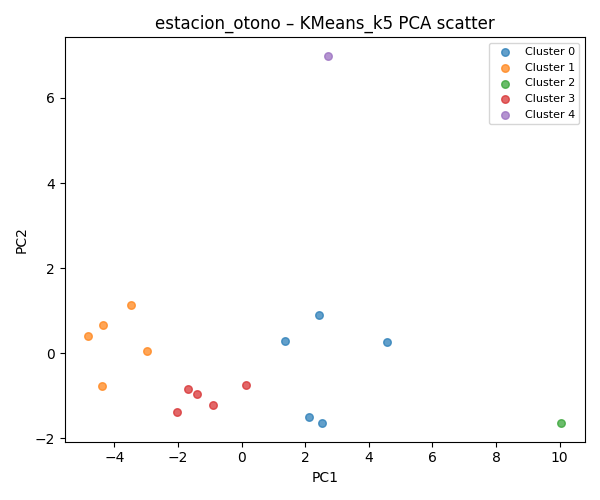 estacion_otono – KMeans_k5 PCA scatter
Cluster 0
Cluster 1
Cluster 2
Cluster 3
Cluster 4
PC2
6
4
2
0
−2
−4
−2
0
2
4
6
8
10
PC1